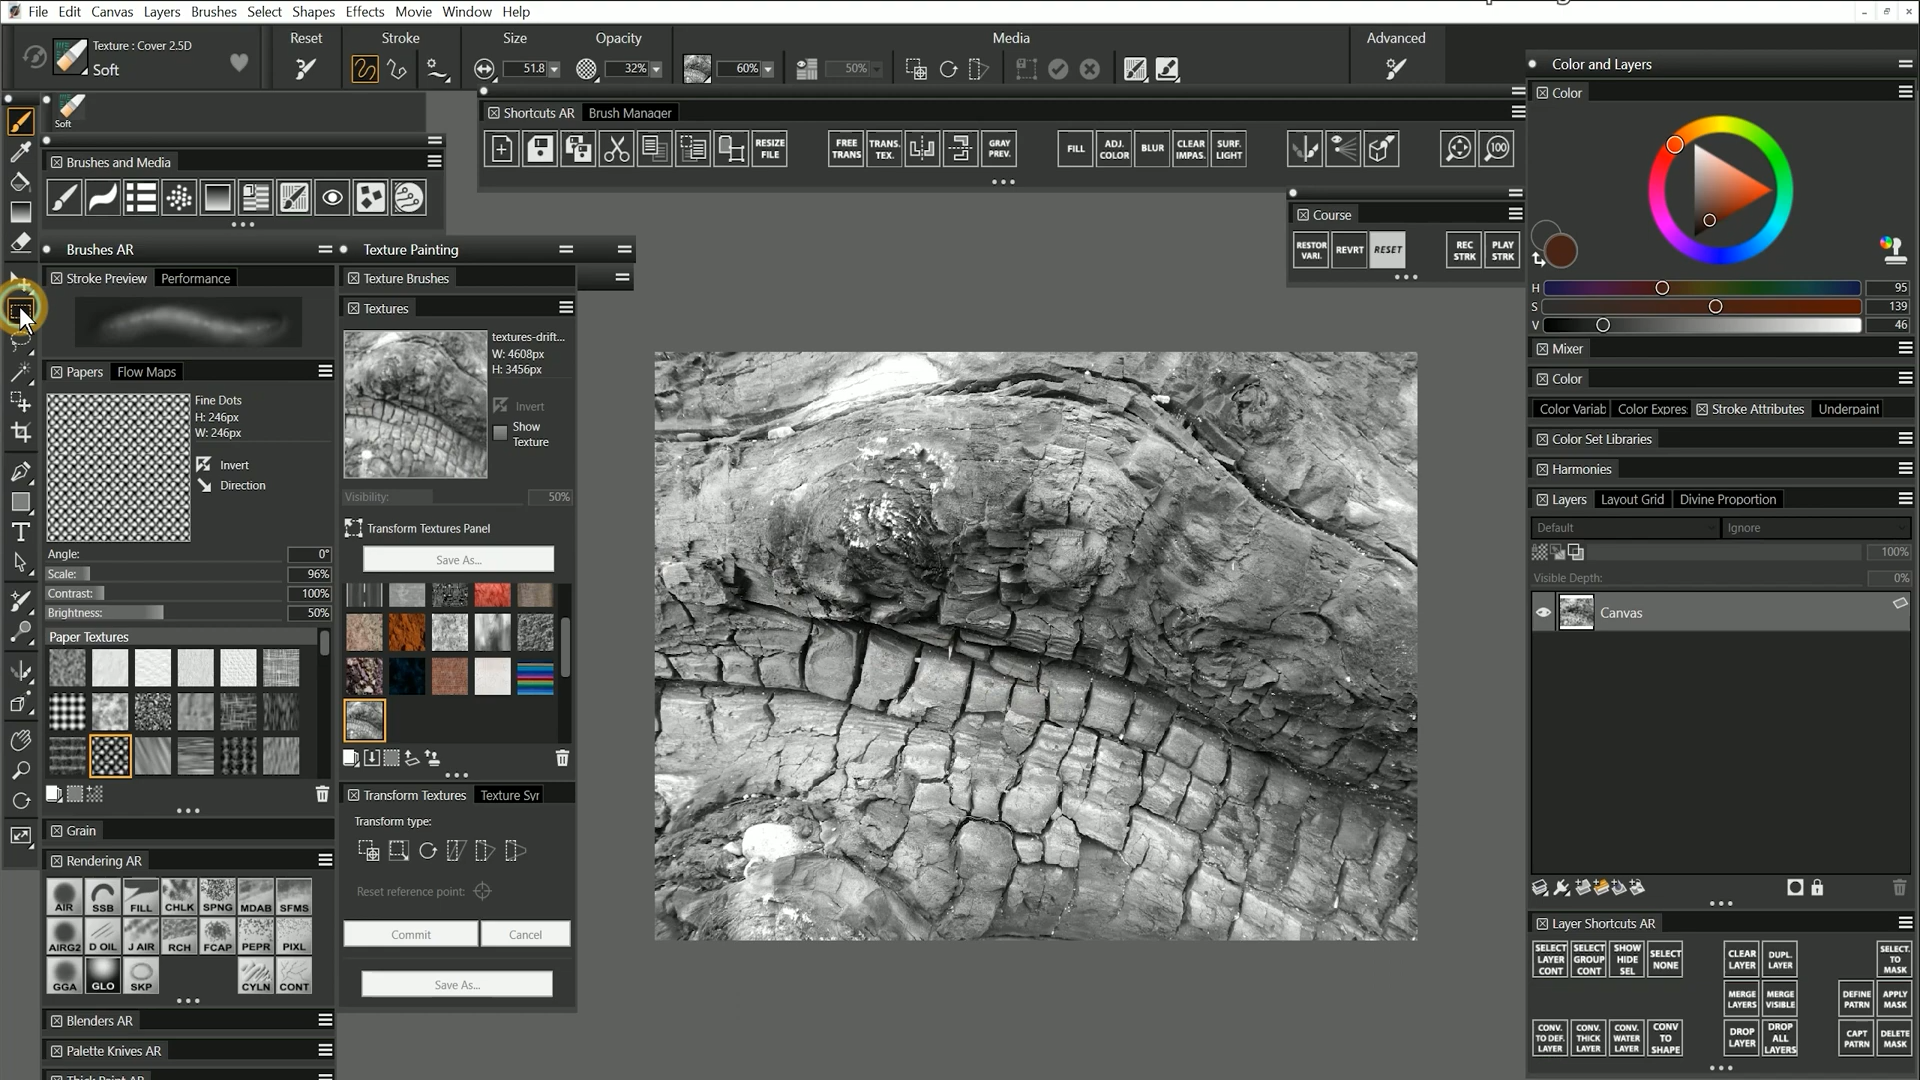 File Edit Canvas Layers Brushes Select Shapes Effects Movie Window Help
Texture : Cover 2.5D
Soft
Reset
Stroke
Size
51.8
Opacity
32%
60%
Media
50%
Advanced
Soft
Brushes and Media
Shortcuts AR Brush Manager
RESIZE FILE
FREE TRANS
TRANS. TEX.
GRAY PREV.
FILL
ADJ. COLOR
BLUR
CLEAR IMPAS.
SURF. LIGHT
100
Course
RESTOR VARI.
REVRT
RESET
REC STRK
PLAY STRK
Brushes AR
Stroke Preview Performance
Papers Flow Maps
Fine Dots
H: 246px
W: 246px
Invert
Direction
Angle: 0°
Scale: 96%
Contrast: 100%
Brightness: 50%
Paper Textures
Grain
Rendering AR
AIR SSB FILL CHLK SPNG MDAB SFMS
AIRG2 D OIL J AIR RCH FCAP PEPR PIXL
GGA GLO SKP CYLN CONT
Blenders AR
Palette Knives AR
Texture Painting
Texture Brushes
Textures
textures-drift...
W: 4608px
H: 3456px
Invert
Show
Texture
Visibility: 50%
Transform Textures Panel
Save As...
Transform Textures Texture Syr
Transform type:
Reset reference point:
Commit Cancel
Save As...
Color and Layers
Color
H 95
S 139
V 46
Mixer
Color
Color Variab Color Expres Stroke Attributes Underpaint
Color Set Libraries
Harmonies
Layers Layout Grid Divine Proportion
Default Ignore
100%
Visible Depth: 0%
Canvas
Layer Shortcuts AR
SELECT LAYER CONT
SELECT GROUP CONT
SHOW HIDE SEL
SELECT NONE
CLEAR LAYER
DUPL. LAYER
SELECT. TO MASK
MERGE LAYERS
MERGE VISIBLE
DEFINE PATRN
APPLY MASK
CONV. TO DEF. LAYER
CONV. THICK LAYER
CONV. WATER LAYER
CONV TO SHAPE
DROP LAYER
DROP ALL LAYERS
CAPT PATRN
DELETE MASK